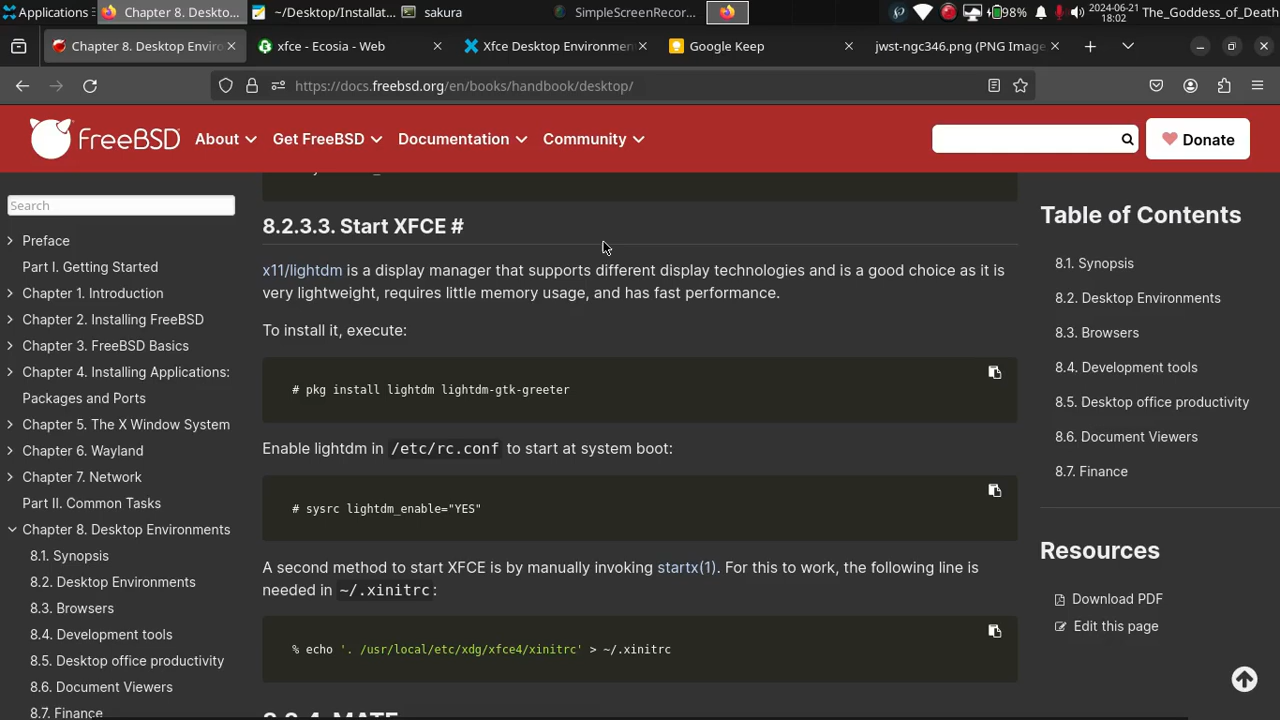 Applications
Chapter 8. Deskto...
~/Desktop/Installat...
sakura
SimpleScreenRecor...
98%
2024-06-21
18:02
The_Goddess_of_Death
Chapter 8. Desktop Enviro
xfce - Ecosia - Web
Xfce Desktop Environmen
Google Keep
jwst-ngc346.png (PNG Image
https://docs.freebsd.org/en/books/handbook/desktop/
FreeBSD
About
Get FreeBSD
Documentation
Community
Donate
Search
Preface
Part I. Getting Started
Chapter 1. Introduction
Chapter 2. Installing FreeBSD
Chapter 3. FreeBSD Basics
Chapter 4. Installing Applications:
Packages and Ports
Chapter 5. The X Window System
Chapter 6. Wayland
Chapter 7. Network
Part II. Common Tasks
Chapter 8. Desktop Environments
8.1. Synopsis
8.2. Desktop Environments
8.3. Browsers
8.4. Development tools
8.5. Desktop office productivity
8.6. Document Viewers
8.7. Finance
8.2.3.3. Start XFCE #
x11/lightdm is a display manager that supports different display technologies and is a good choice as it is
very lightweight, requires little memory usage, and has fast performance.
To install it, execute:
# pkg install lightdm lightdm-gtk-greeter
Enable lightdm in /etc/rc.conf to start at system boot:
# sysrc lightdm_enable="YES"
A second method to start XFCE is by manually invoking startx(1). For this to work, the following line is
needed in ~/.xinitrc:
% echo '. /usr/local/etc/xdg/xfce4/xinitrc' > ~/.xinitrc
8.2.4. MATE
Table of Contents
8.1. Synopsis
8.2. Desktop Environments
8.3. Browsers
8.4. Development tools
8.5. Desktop office productivity
8.6. Document Viewers
8.7. Finance
Resources
Download PDF
Edit this page